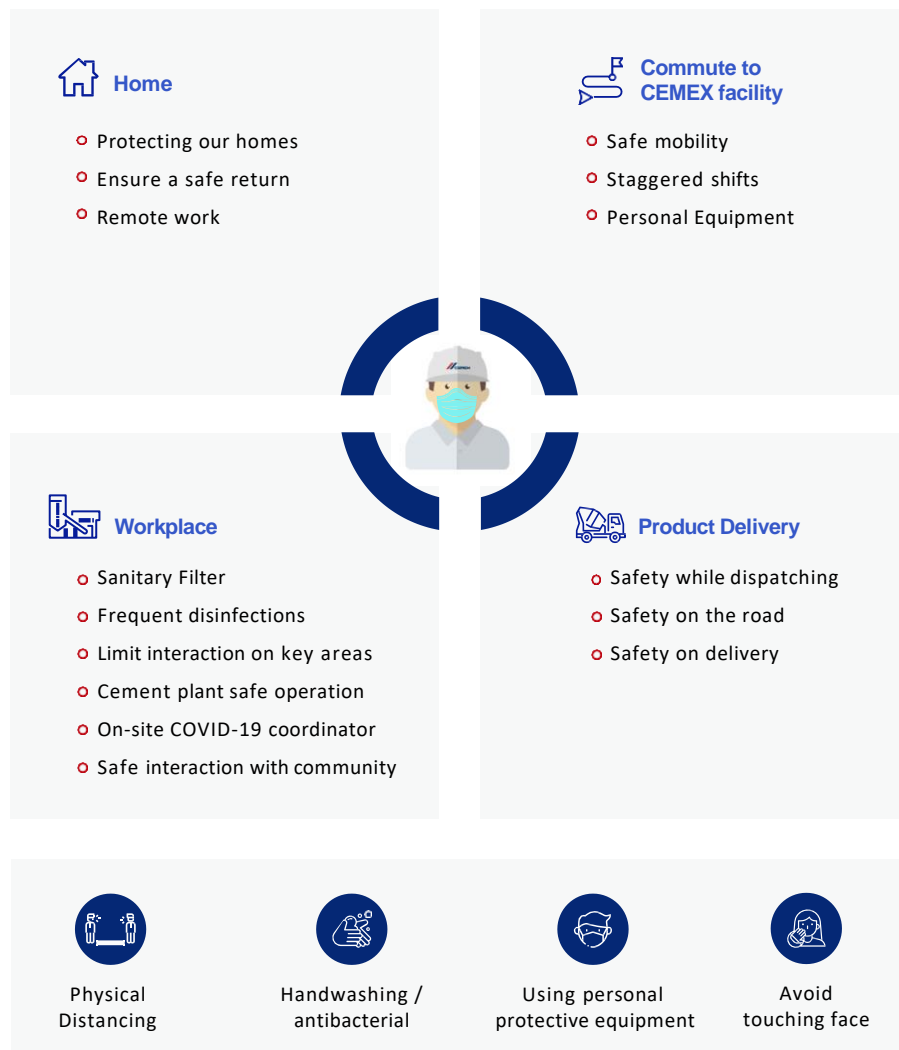 Home
Protecting our homes
Ensure a safe return
Remote work
Commute to
CEMEX facility
Safe mobility
Staggered shifts
Personal Equipment
CEMEX
Workplace
Sanitary Filter
Frequent disinfections
Limit interaction on key areas
Cement plant safe operation
On-site COVID-19 coordinator
Safe interaction with community
Product Delivery
Safety while dispatching
Safety on the road
Safety on delivery
Physical
Distancing
Handwashing /
antibacterial
Using personal
protective equipment
Avoid
touching face